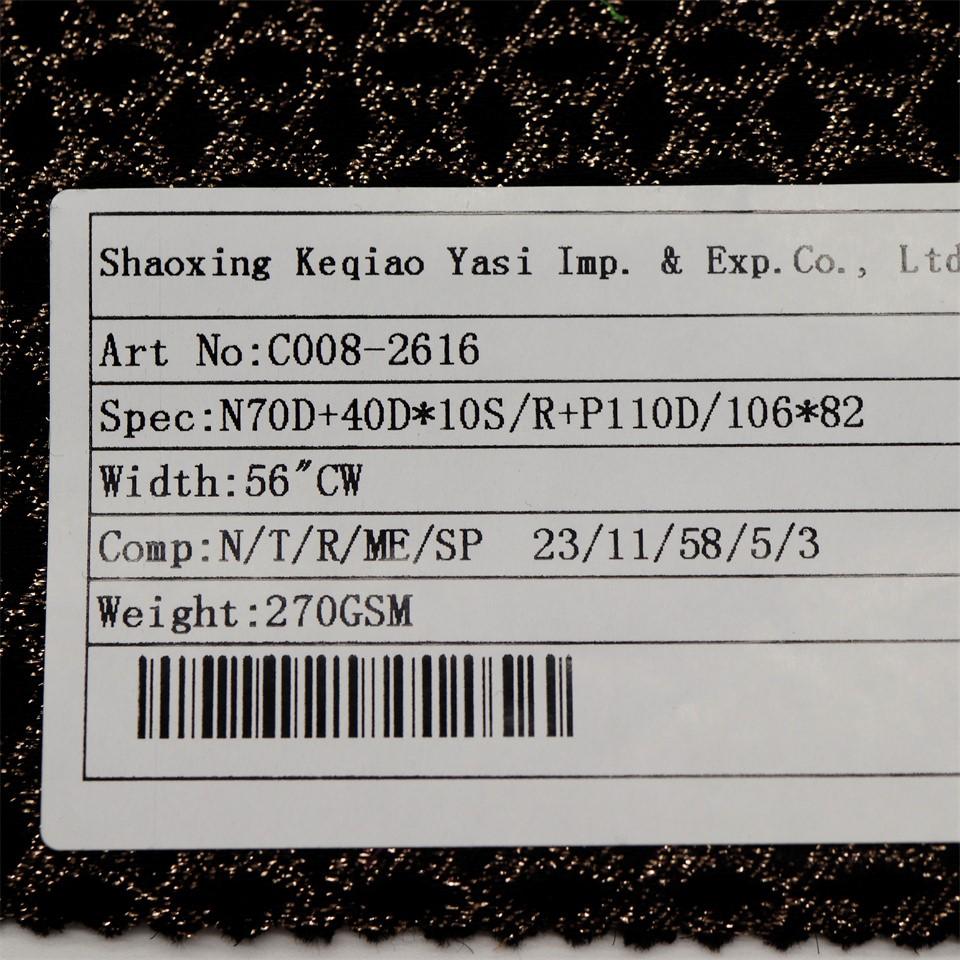 Shaoxing Keqiao Yasi Imp. & Exp.Co., Ltd
Art No:C008-2616
Spec:N70D+40D*10S/R+P110D/106*82
Width:56"CW
Comp:N/T/R/ME/SP 23/11/58/5/3
Weight:270GSM